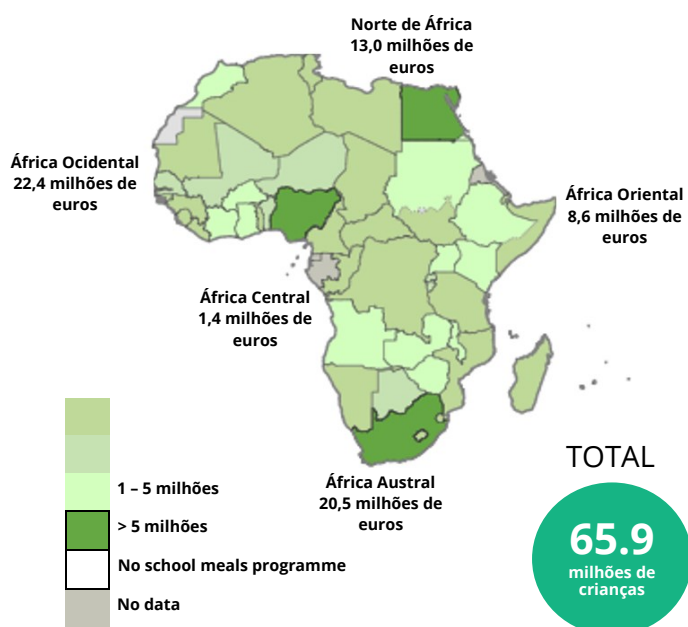 Norte de África
13,0 milhões de
euros
África Ocidental
22,4 milhões de
euros
África Oriental
8,6 milhões de
euros
África Central
1,4 milhões de
euros
África Austral
20,5 milhões de
euros
1 – 5 milhões
> 5 milhões
No school meals programme
No data
TOTAL
65.9
milhões de
crianças